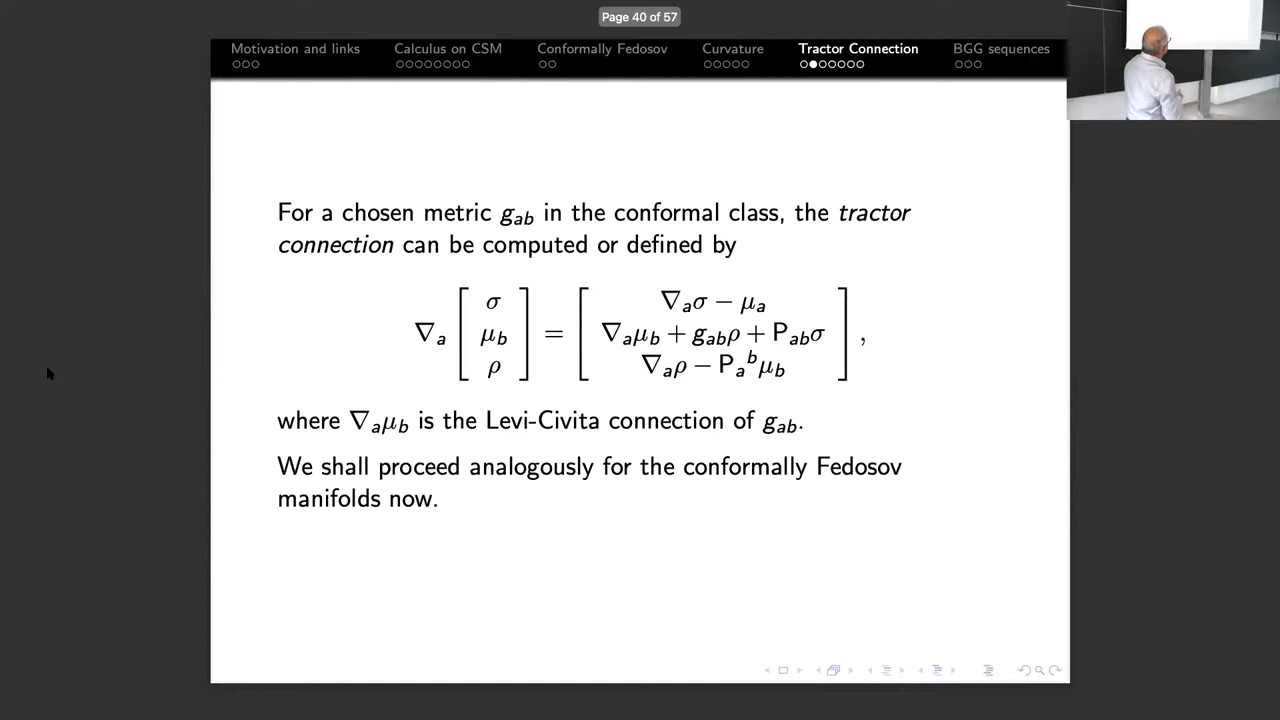 Page 40 of 57
Motivation and links Calculus on CSM Conformally Fedosov Curvature Tractor Connection BGG sequences
For a chosen metric g_{ab} in the conformal class, the tractor
connection can be computed or defined by
∇_a [ σ ; μ_b ; ρ ] = [ ∇_aσ − μ_a ; ∇_aμ_b + g_{ab}ρ + P_{ab}σ ; ∇_aρ − P_a{}^bμ_b ],
where ∇_aμ_b is the Levi-Civita connection of g_{ab}.
We shall proceed analogously for the conformally Fedosov
manifolds now.